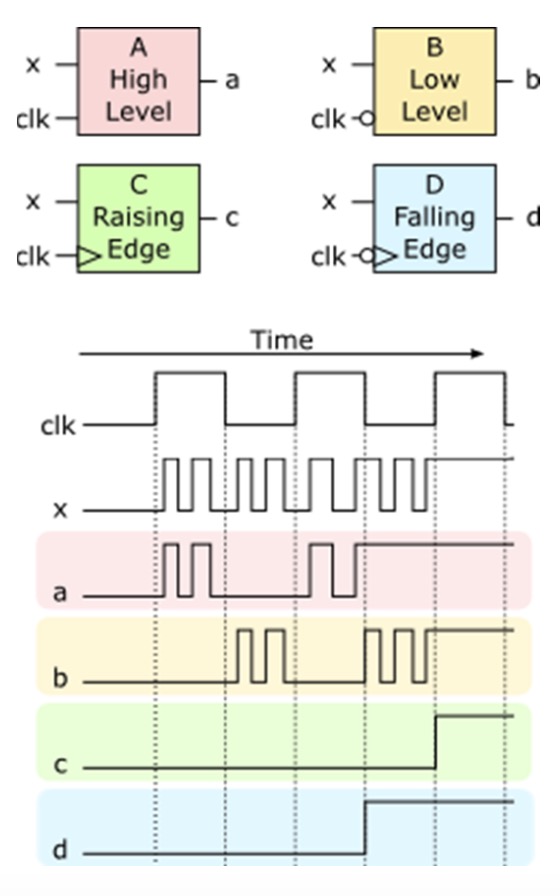 A
x High a
clk Level
B
x Low b
clk Level
C
x Raising c
clk Edge
D
x Falling d
clk Edge
Time
clk
x
a
b
c
d